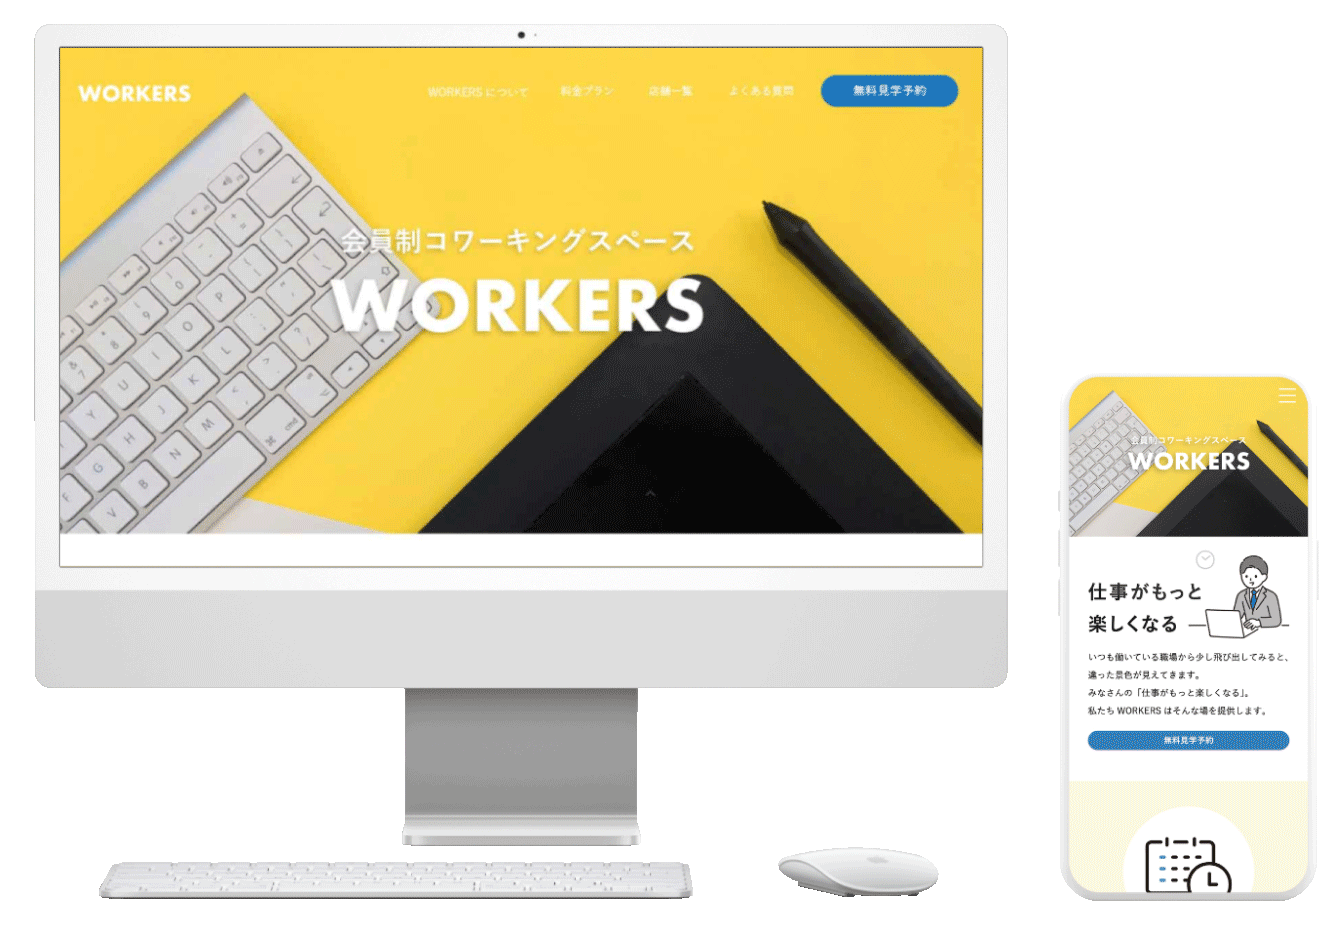 WORKERS
WORKERS について 料金プラン 店舗一覧 よくある質問 無料見学予約
会員制コワーキングスペース
WORKERS
会員制コワーキングスペース
WORKERS
仕事がもっと
楽しくなる
いつも働いている職場から少し飛び出してみると、
違った景色が見えてきます。
みなさんの「仕事がもっと楽しくなる」。
私たち WORKERS はそんな場を提供します。
無料見学予約